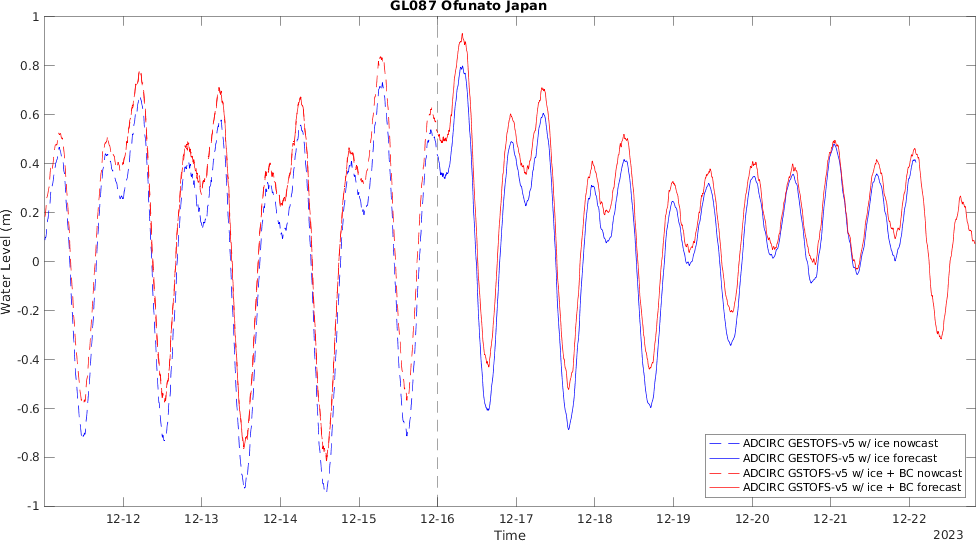 GL087 Ofunato Japan
1
0.8
0.6
0.4
0.2
0
-0.2
-0.4
-0.6
-0.8
-1
Water Level (m)
ADCIRC GESTOFS-v5 w/ ice nowcast
ADCIRC GESTOFS-v5 w/ ice forecast
ADCIRC GSTOFS-v5 w/ ice + BC nowcast
ADCIRC GSTOFS-v5 w/ ice + BC forecast
12-12 12-13 12-14 12-15 12-16 12-17 12-18 12-19 12-20 12-21 12-22
Time
2023